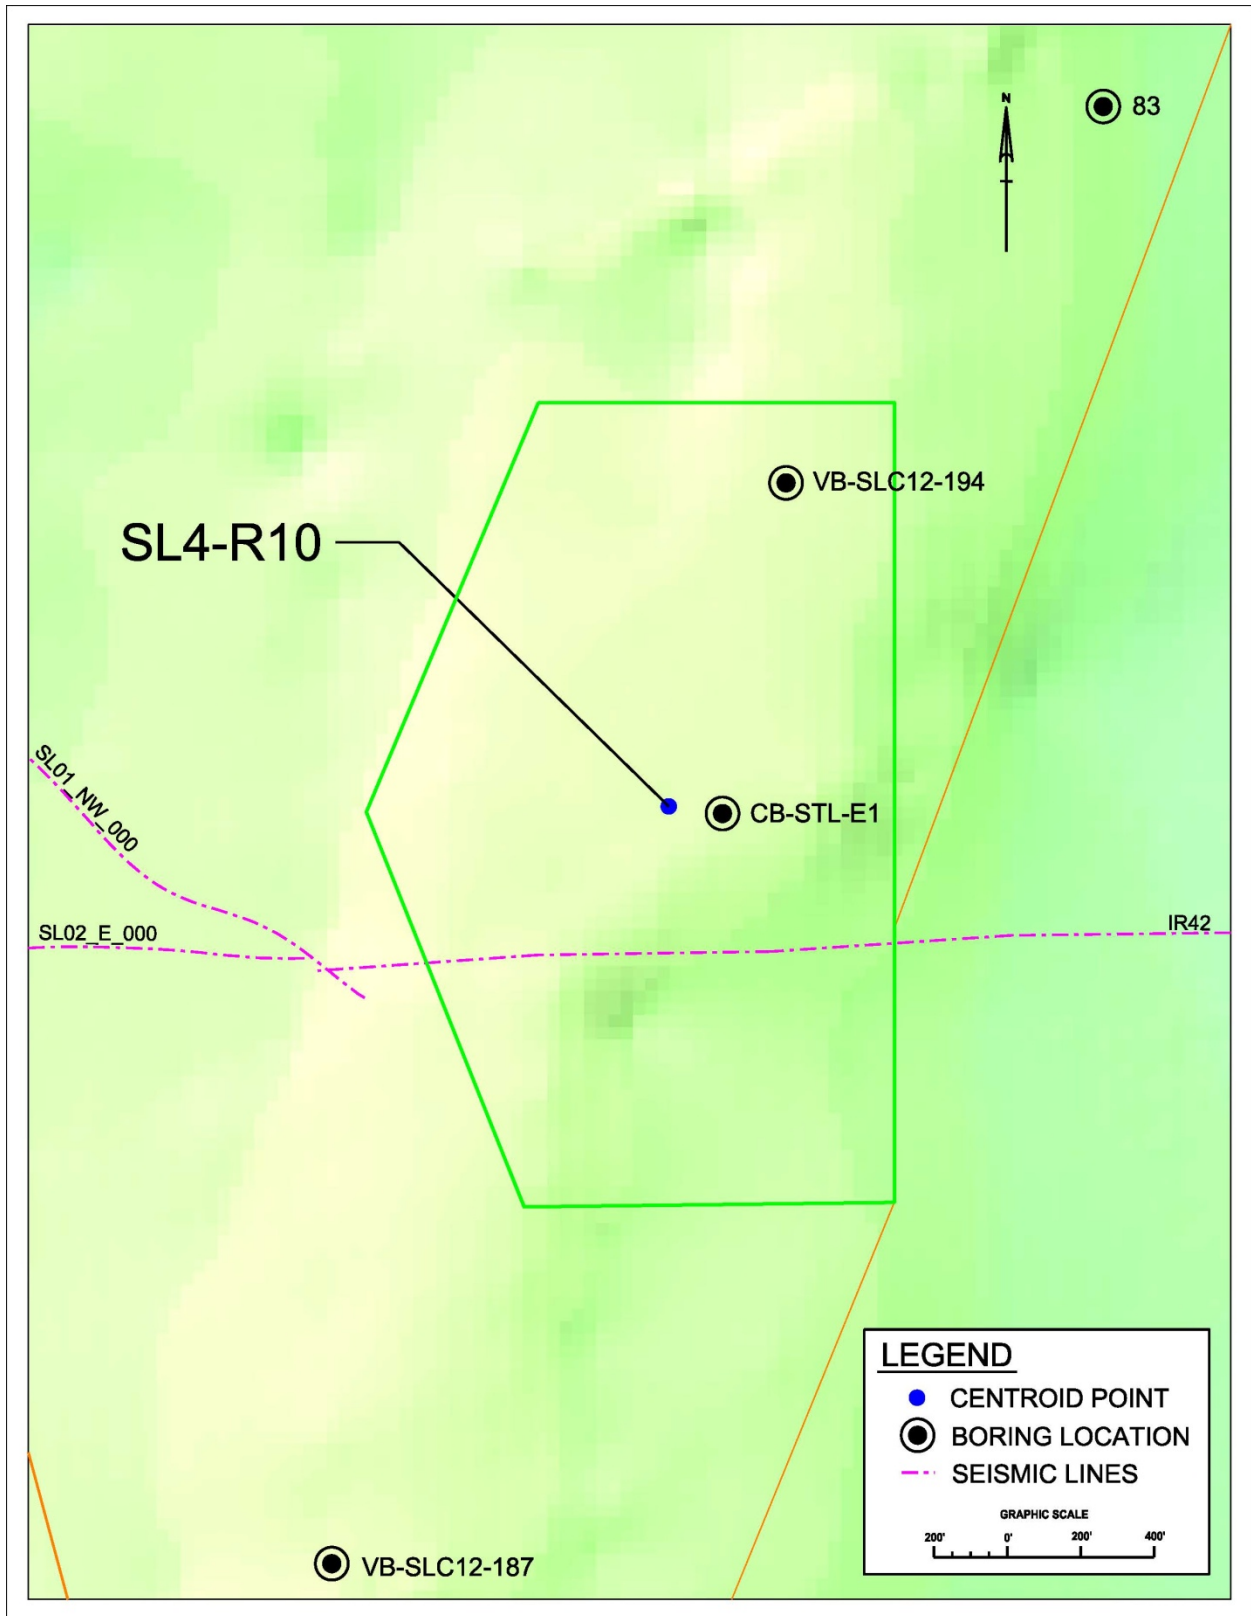 N
83
VB-SLC12-194
SL4-R10
SL01_NW_000
CB-STL-E1
SL02_E_000
IR42
LEGEND
CENTROID POINT
BORING LOCATION
SEISMIC LINES
GRAPHIC SCALE
200' 0' 200' 400'
VB-SLC12-187